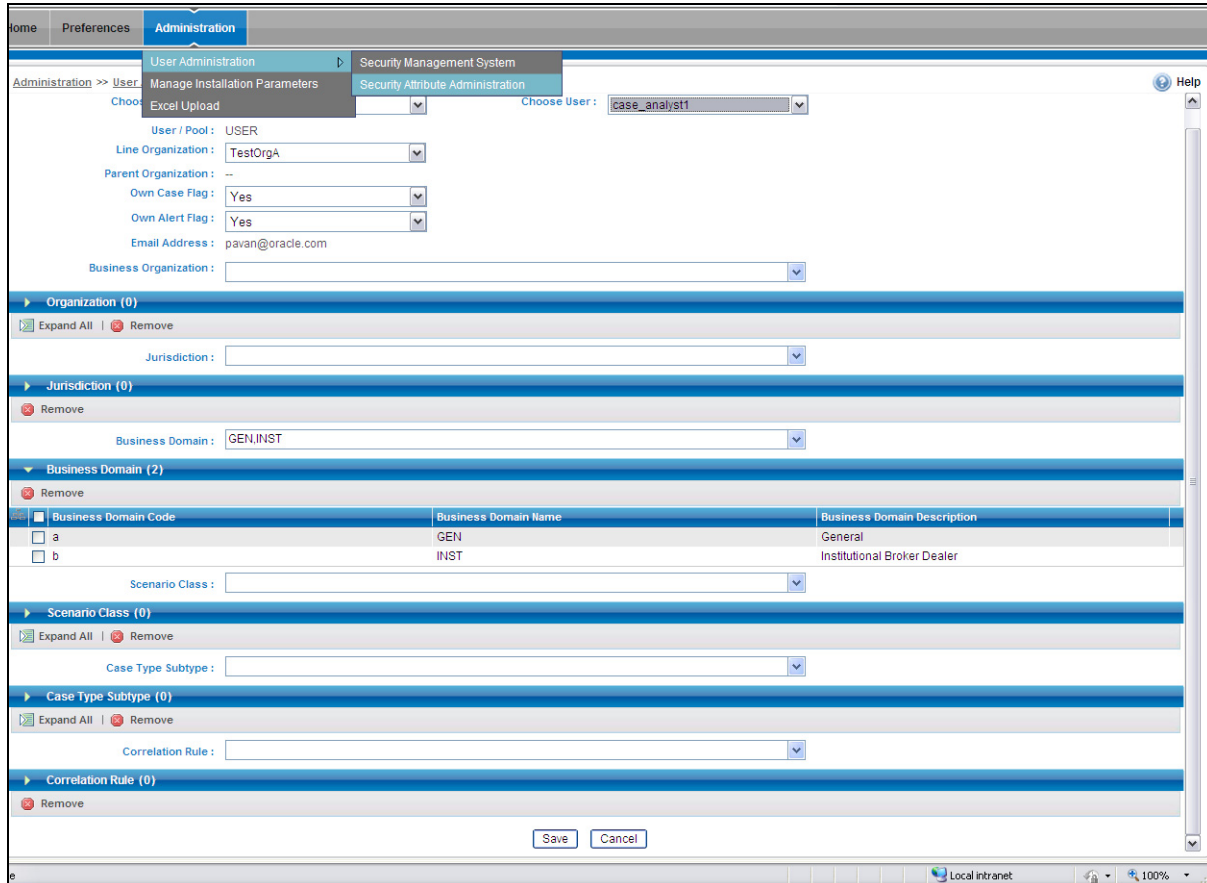 Home Preferences Administration
User Administration Security Management System
Administration >> User Manage Installation Parameters Security Attribute Administration Help
Excel Upload Choose User : case_analyst1
User / Pool : USER
Line Organization : TestOrgA
Parent Organization : --
Own Case Flag : Yes
Own Alert Flag : Yes
Email Address : pavan@oracle.com
Business Organization :
Organization (0)
Expand All | Remove
Jurisdiction :
Jurisdiction (0)
Remove
Business Domain : GEN,INST
Business Domain (2)
Remove
Business Domain Code Business Domain Name Business Domain Description
a GEN General
b INST Institutional Broker Dealer
Scenario Class :
Scenario Class (0)
Expand All | Remove
Case Type Subtype :
Case Type Subtype (0)
Expand All | Remove
Correlation Rule :
Correlation Rule (0)
Remove
Save Cancel
Local intranet 100%